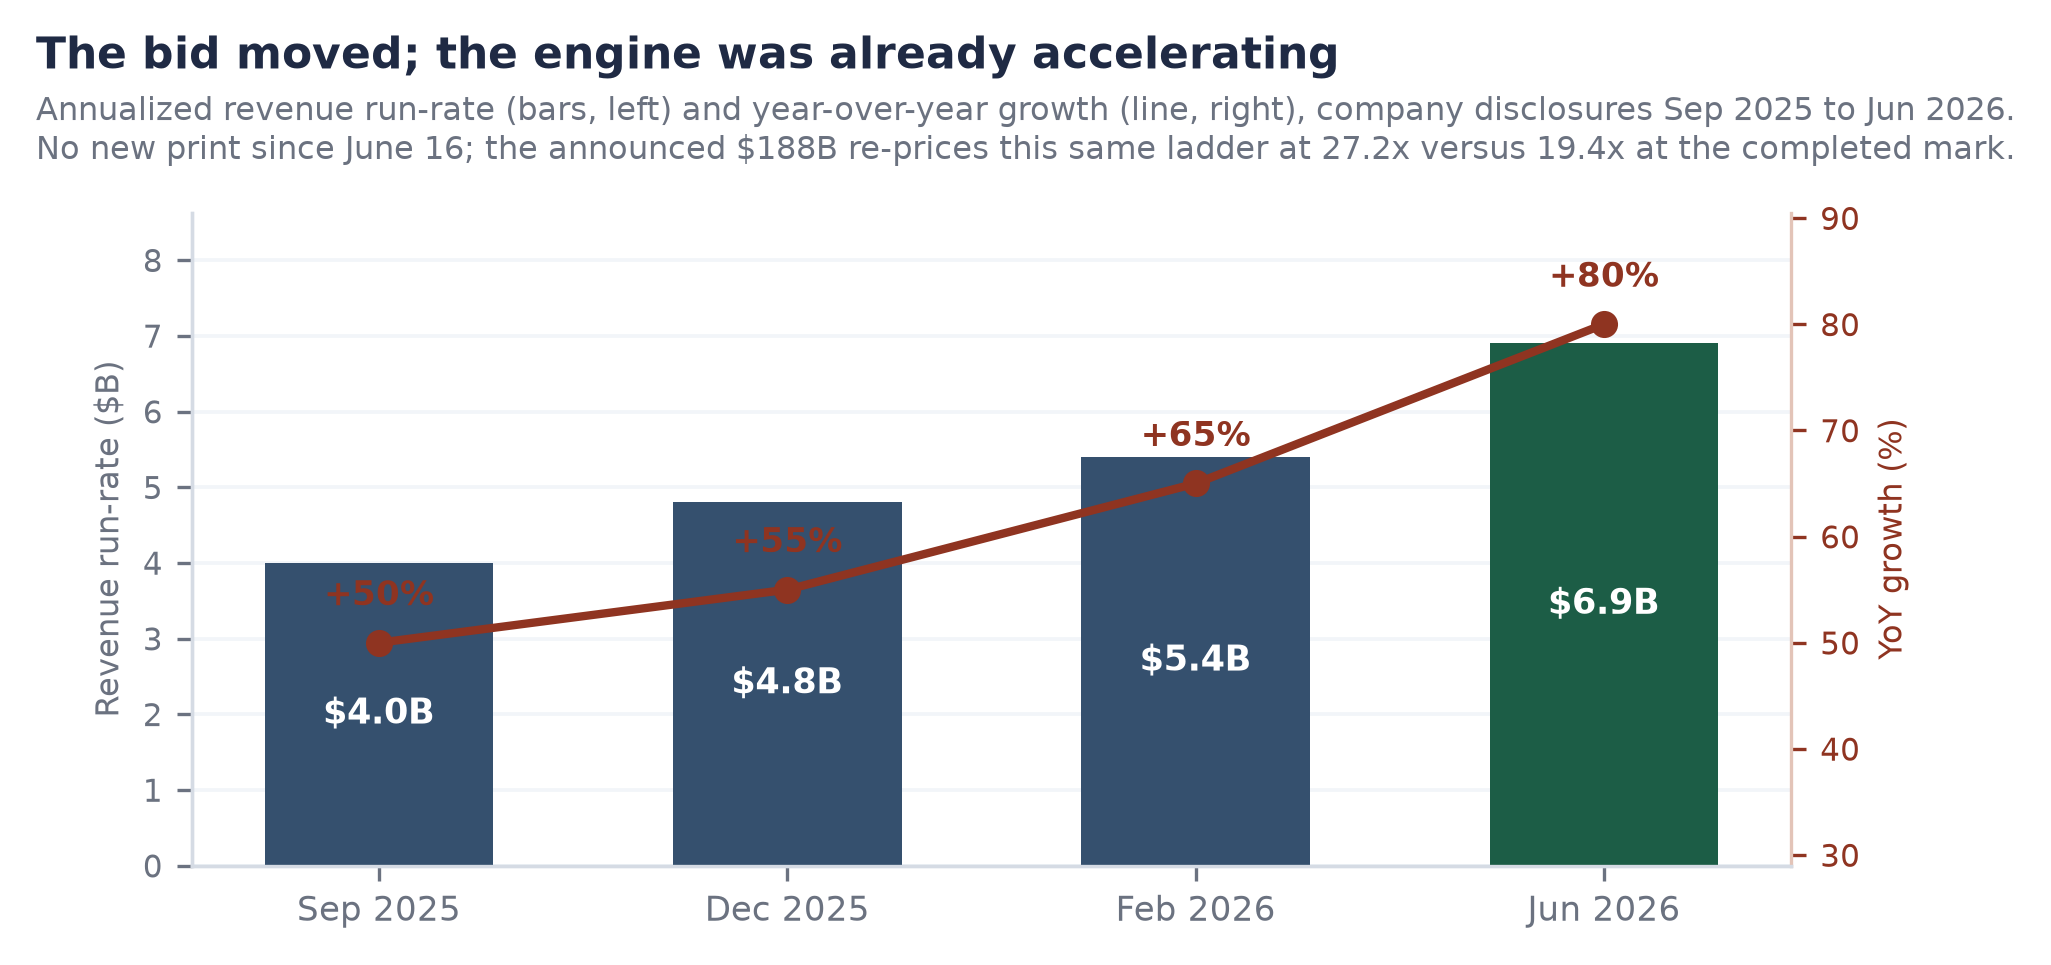 The bid moved; the engine was already accelerating
Annualized revenue run-rate (bars, left) and year-over-year growth (line, right), company disclosures Sep 2025 to Jun 2026.
No new print since June 16; the announced $188B re-prices this same ladder at 27.2x versus 19.4x at the completed mark.
Revenue run-rate ($B)
8
7
6
5
4
3
2
1
0
+50%
$4.0B
+55%
$4.8B
+65%
$5.4B
+80%
$6.9B
90
80
70
60
50
40
30
YoY growth (%)
Sep 2025
Dec 2025
Feb 2026
Jun 2026